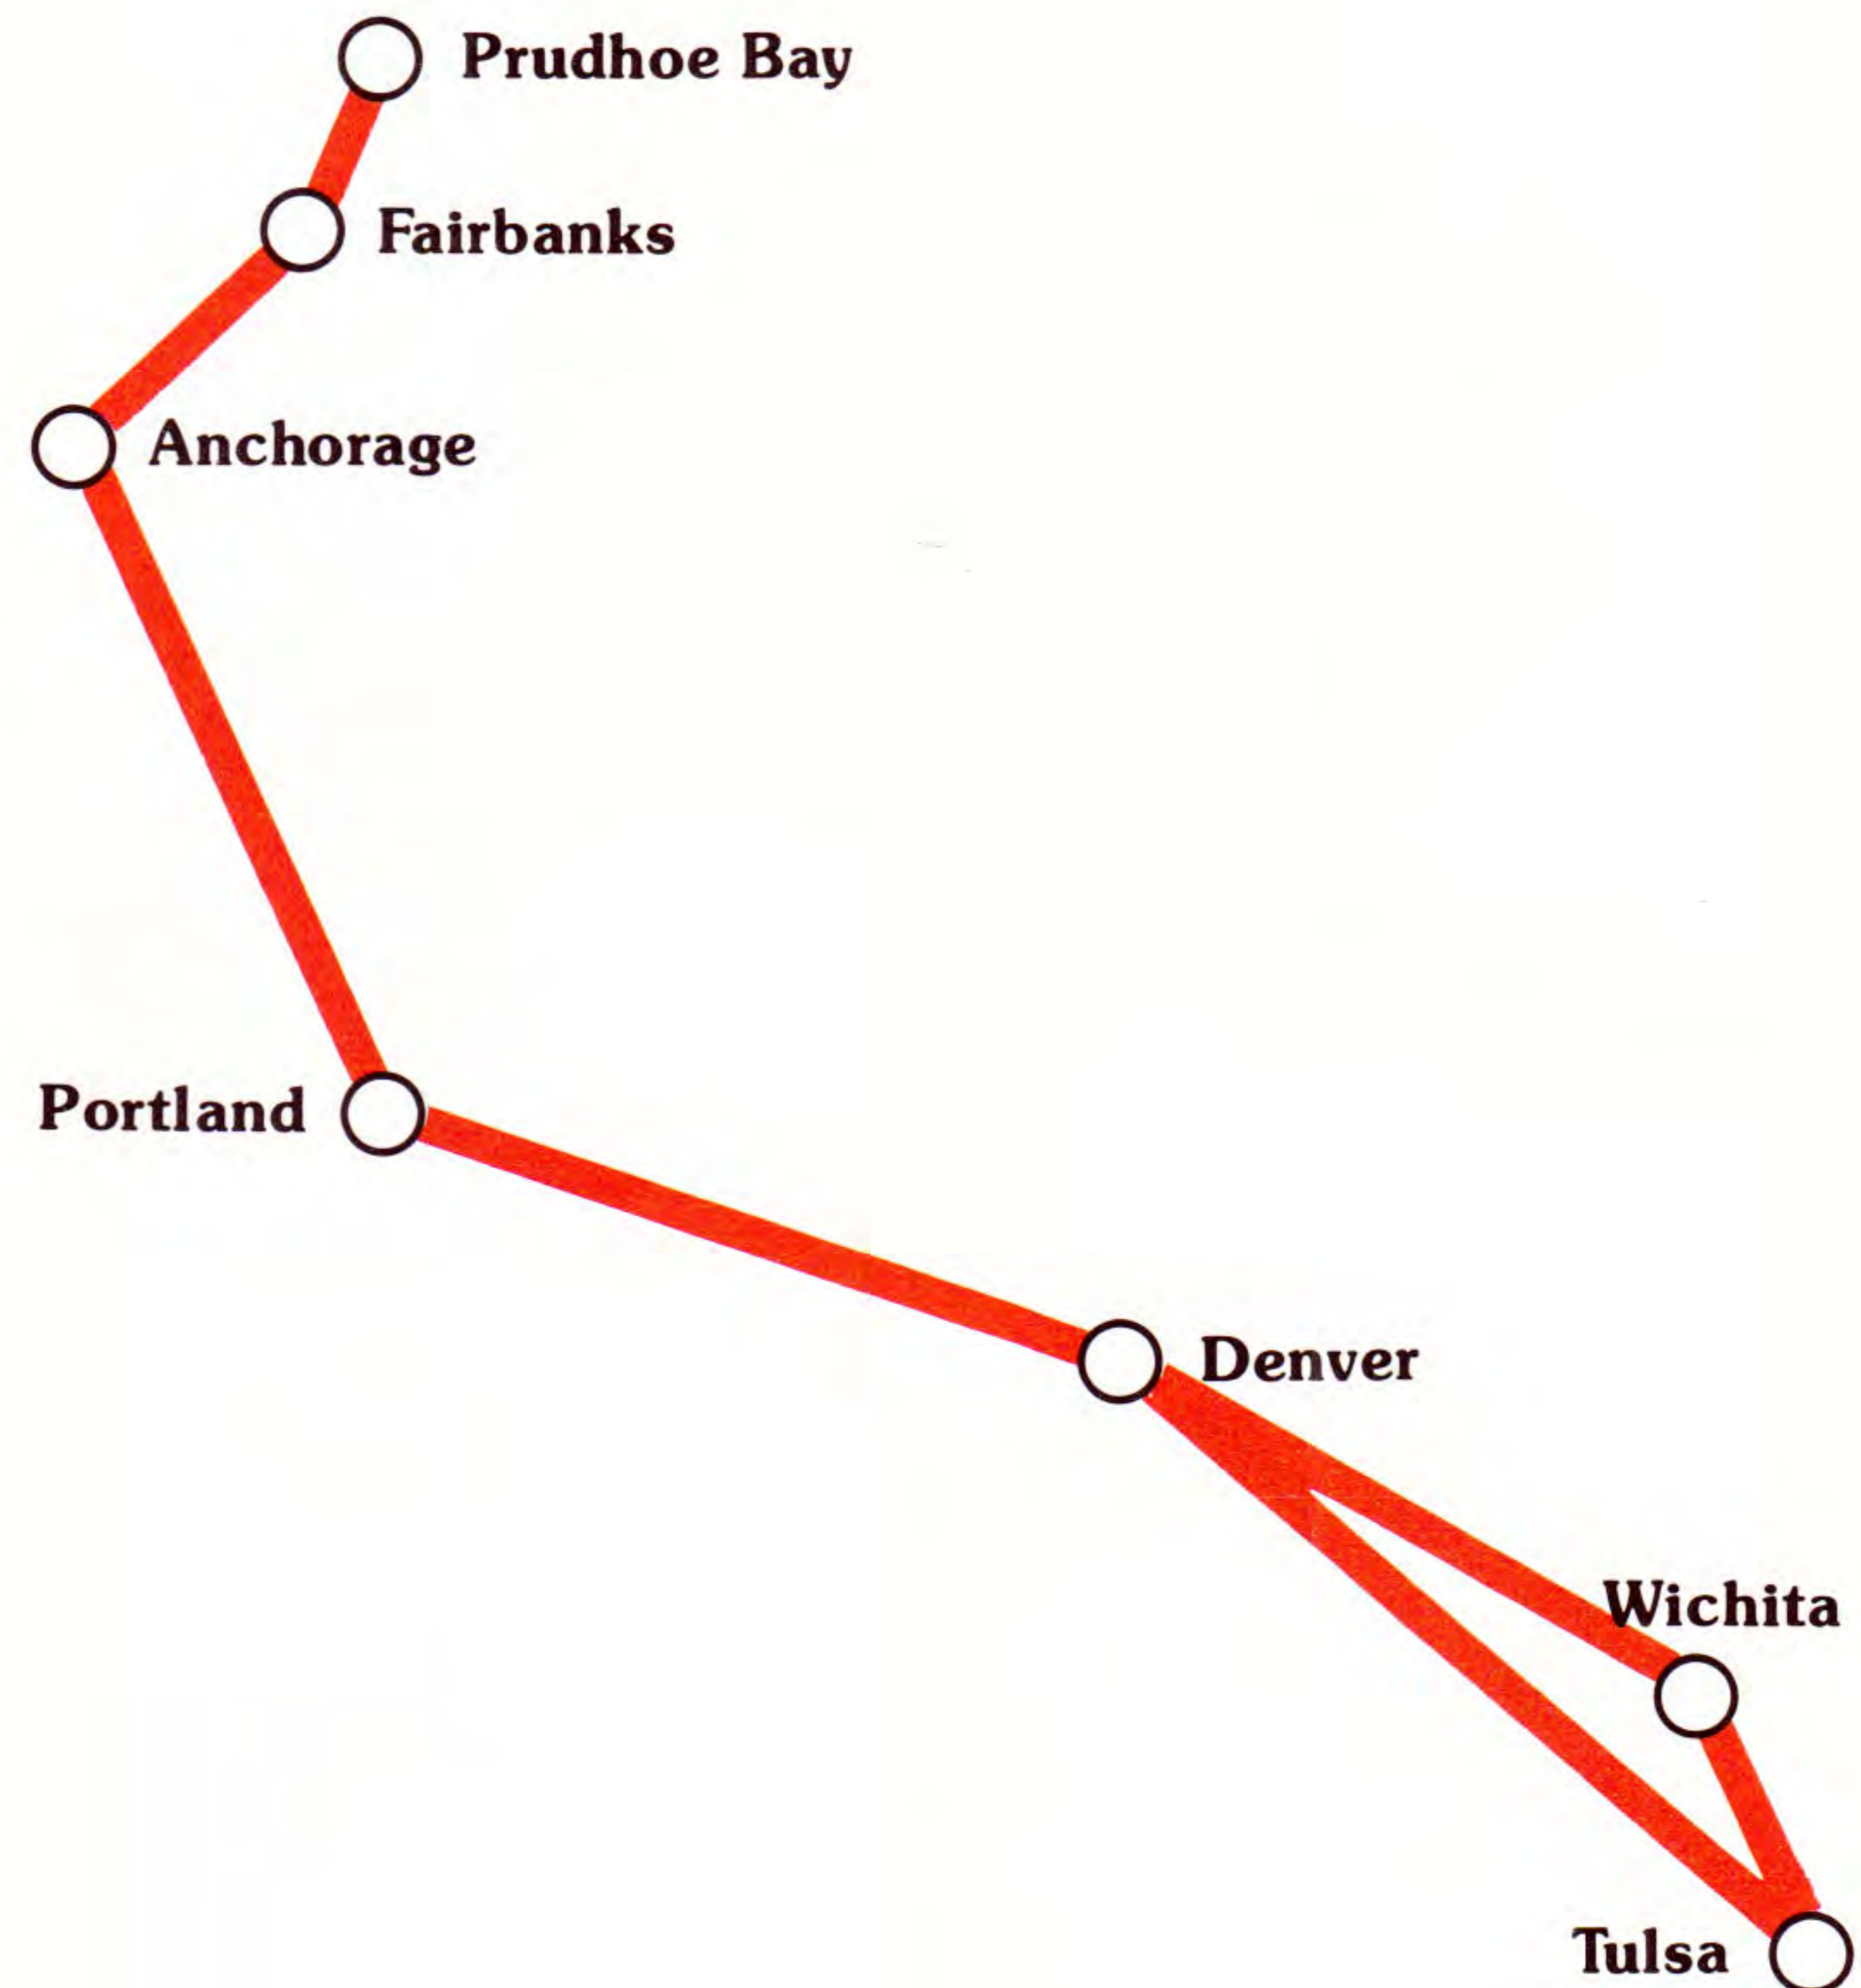 Prudhoe Bay
Fairbanks
Anchorage
Portland
Denver
Wichita
Tulsa